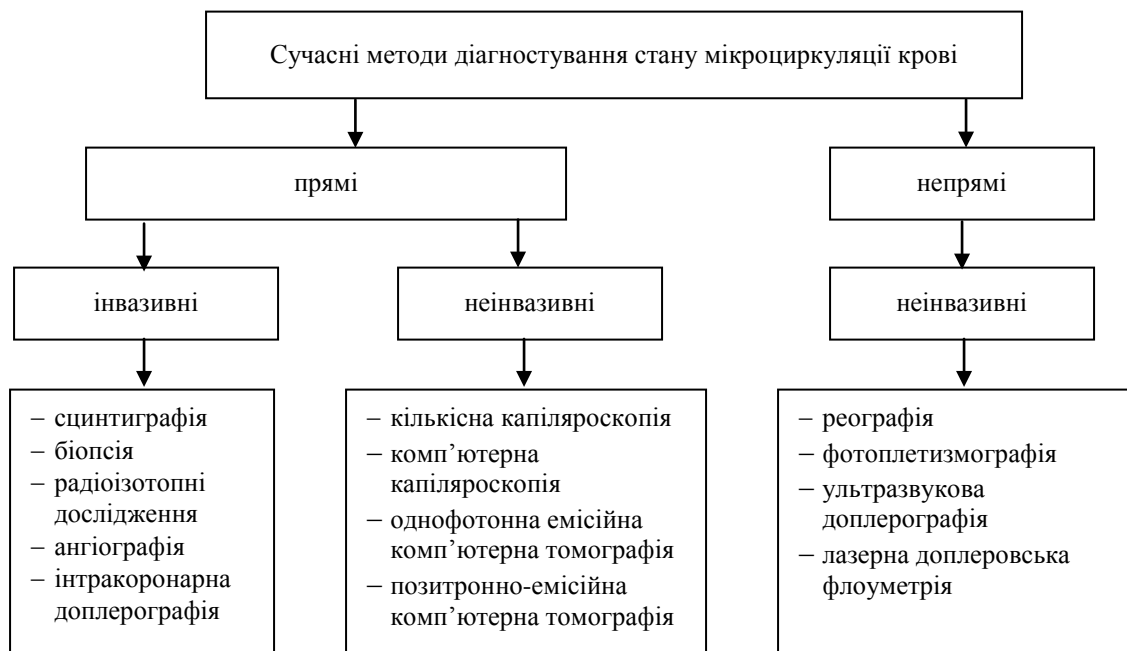 Сучасні методи діагностування стану мікроциркуляції крові
прямі
непрямі
інвазивні
неінвазивні
неінвазивні
– сцинтиграфія
– біопсія
– радіоізотопні
дослідження
– ангіографія
– інтракоронарна
доплерографія
– кількісна капіляроскопія
– комп’ютерна
капіляроскопія
– однофотонна емісійна
комп’ютерна томографія
– позитронно-емісійна
комп’ютерна томографія
– реографія
– фотоплетизмографія
– ультразвукова
доплерографія
– лазерна доплеровська
флоуметрія